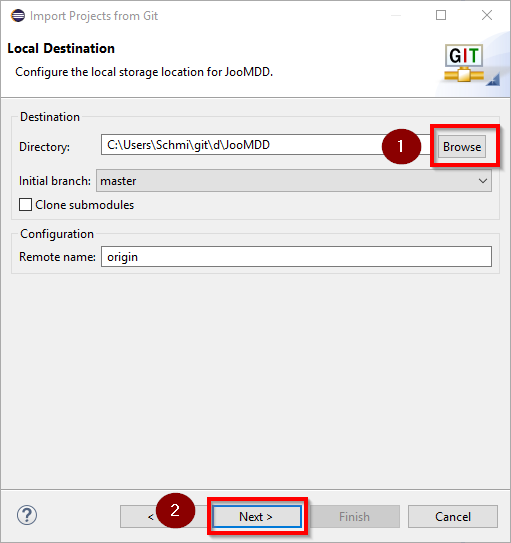 Import Projects from Git
Local Destination
Configure the local storage location for JooMDD.
GIT
Destination
Directory: C:\Users\Schmi\git\d\JooMDD 1 Browse
Initial branch: master
Clone submodules
Configuration
Remote name: origin
? < 2 Next > Finish Cancel